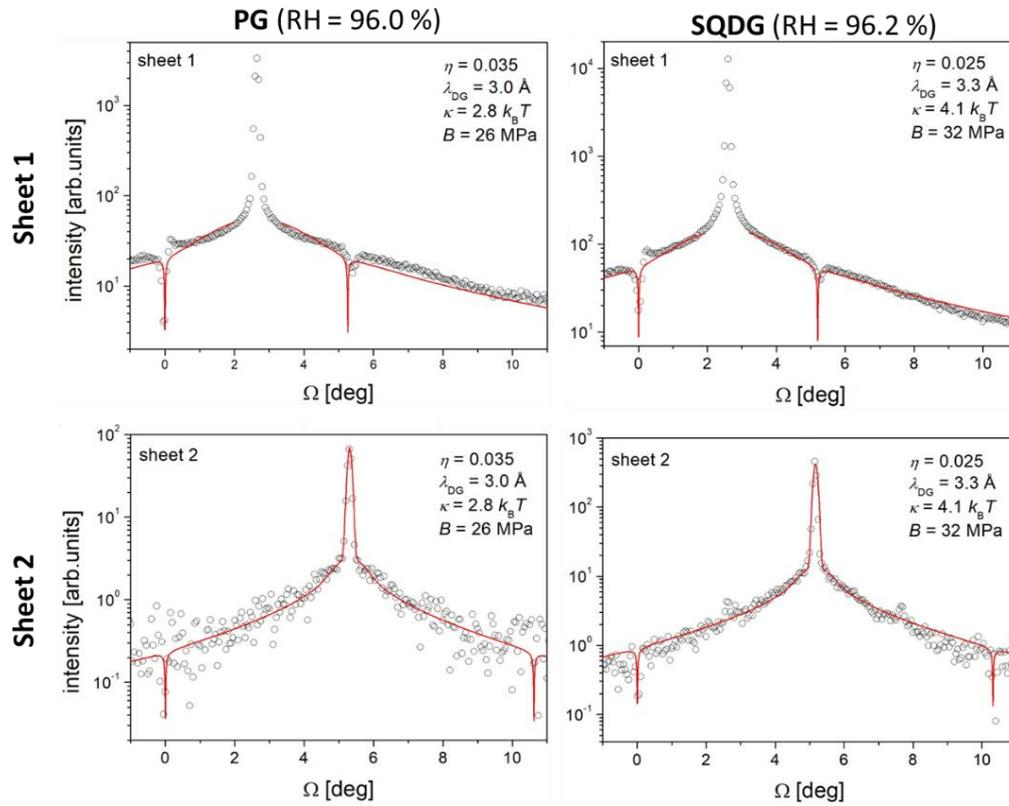 PG (RH = 96.0 %)
SQDG (RH = 96.2 %)
Sheet 1
sheet 1
η = 0.035
λDG = 3.0 Å
κ = 2.8 kBT
B = 26 MPa
intensity [arb.units]
10³
10²
10¹
0 2 4 6 8 10
Ω [deg]
sheet 1
η = 0.025
λDG = 3.3 Å
κ = 4.1 kBT
B = 32 MPa
10⁴
10³
10²
10¹
0 2 4 6 8 10
Ω [deg]
Sheet 2
sheet 2
η = 0.035
λDG = 3.0 Å
κ = 2.8 kBT
B = 26 MPa
intensity [arb.units]
10²
10¹
10⁰
10⁻¹
0 2 4 6 8 10
Ω [deg]
sheet 2
η = 0.025
λDG = 3.3 Å
κ = 4.1 kBT
B = 32 MPa
10³
10²
10¹
10⁰
10⁻¹
0 2 4 6 8 10
Ω [deg]